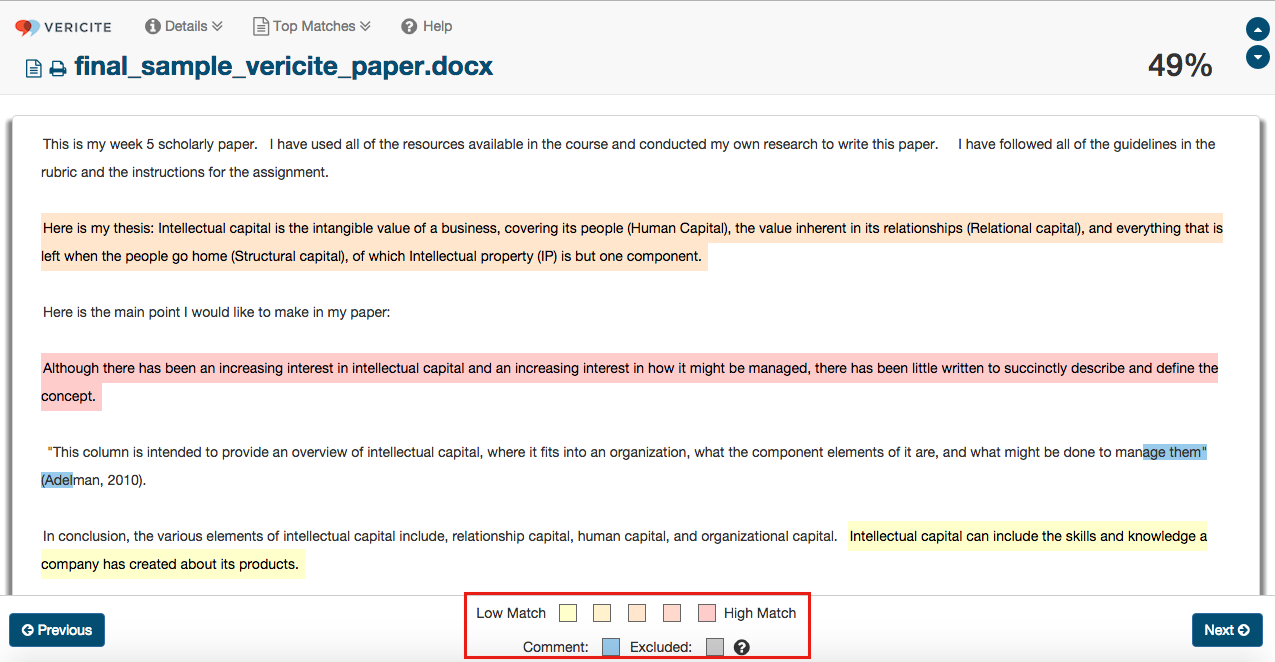 VERICITE Details Top Matches Help
final_sample_vericite_paper.docx 49%
This is my week 5 scholarly paper. I have used all of the resources available in the course and conducted my own research to write this paper. I have followed all of the guidelines in the
rubric and the instructions for the assignment.
Here is my thesis: Intellectual capital is the intangible value of a business, covering its people (Human Capital), the value inherent in its relationships (Relational capital), and everything that is
left when the people go home (Structural capital), of which Intellectual property (IP) is but one component.
Here is the main point I would like to make in my paper:
Although there has been an increasing interest in intellectual capital and an increasing interest in how it might be managed, there has been little written to succinctly describe and define the
concept.
"This column is intended to provide an overview of intellectual capital, where it fits into an organization, what the component elements of it are, and what might be done to manage them"
(Adelman, 2010).
In conclusion, the various elements of intellectual capital include, relationship capital, human capital, and organizational capital. Intellectual capital can include the skills and knowledge a
company has created about its products.
Low Match High Match
Previous Next
Comment: Excluded: ?